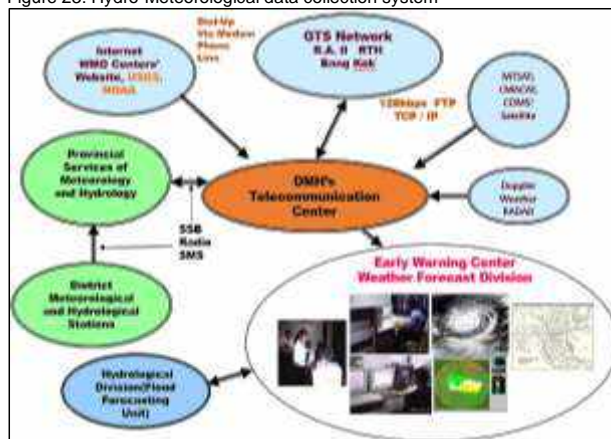 Figure 28. Hydro-Meteorological data collection system
Internet
WMO Centers'
Website, USGS,
NOAA
Dial-Up
Via Modem
Phone
Line
GTS Network
R.A. II RTH
Bang Kok
128kbps FTP
TCP / IP
MTSAT,
Satellite
Provincial
Services of
Meteorology
and Hydrology
DMH's
Telecommunication
Center
Doppler
Weather
RADAR
SSB
Radio
SMS
District
Meteorological
and Hydrological
Stations
Early Warning Center
Weather Forecast Division
Hydrological
Division(Flood
Forecasting
Unit)